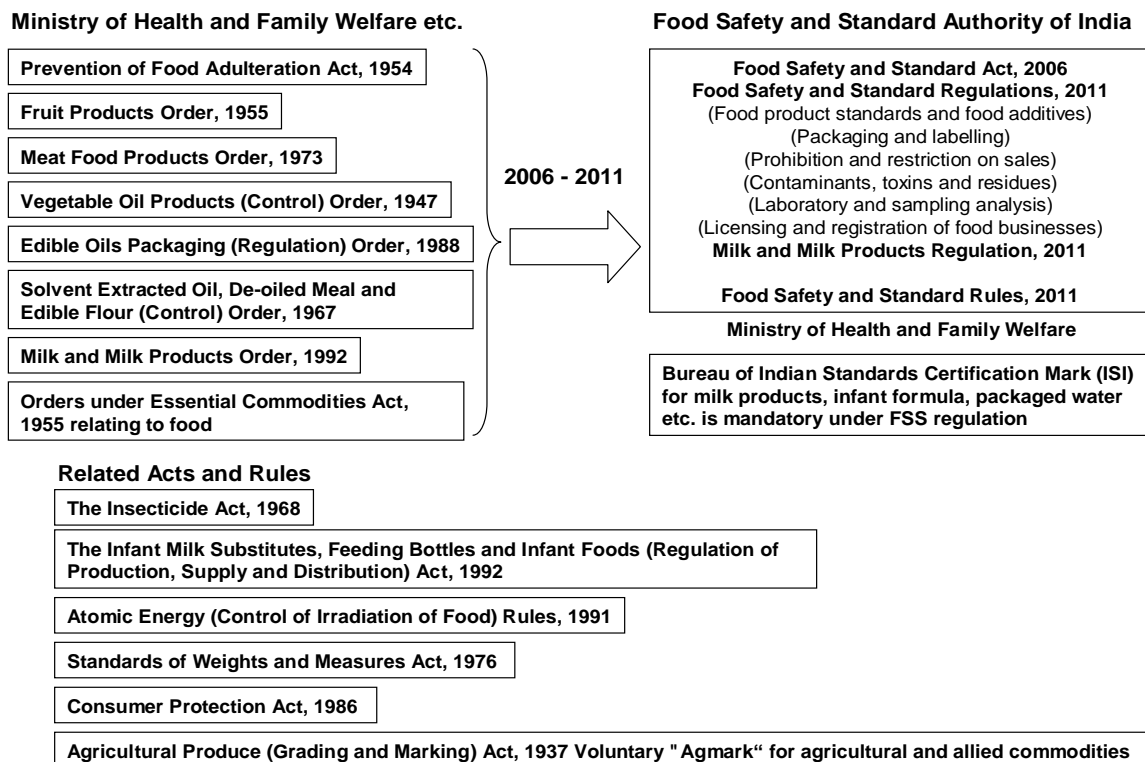 Ministry of Health and Family Welfare etc.
Prevention of Food Adulteration Act, 1954
Fruit Products Order, 1955
Meat Food Products Order, 1973
Vegetable Oil Products (Control) Order, 1947
Edible Oils Packaging (Regulation) Order, 1988
Solvent Extracted Oil, De-oiled Meal and
Edible Flour (Control) Order, 1967
Milk and Milk Products Order, 1992
Orders under Essential Commodities Act,
1955 relating to food
2006 - 2011
Food Safety and Standard Authority of India
Food Safety and Standard Act, 2006
Food Safety and Standard Regulations, 2011
(Food product standards and food additives)
(Packaging and labelling)
(Prohibition and restriction on sales)
(Contaminants, toxins and residues)
(Laboratory and sampling analysis)
(Licensing and registration of food businesses)
Milk and Milk Products Regulation, 2011
Food Safety and Standard Rules, 2011
Ministry of Health and Family Welfare
Bureau of Indian Standards Certification Mark (ISI)
for milk products, infant formula, packaged water
etc. is mandatory under FSS regulation
Related Acts and Rules
The Insecticide Act, 1968
The Infant Milk Substitutes, Feeding Bottles and Infant Foods (Regulation of
Production, Supply and Distribution) Act, 1992
Atomic Energy (Control of Irradiation of Food) Rules, 1991
Standards of Weights and Measures Act, 1976
Consumer Protection Act, 1986
Agricultural Produce (Grading and Marking) Act, 1937 Voluntary "Agmark“ for agricultural and allied commodities